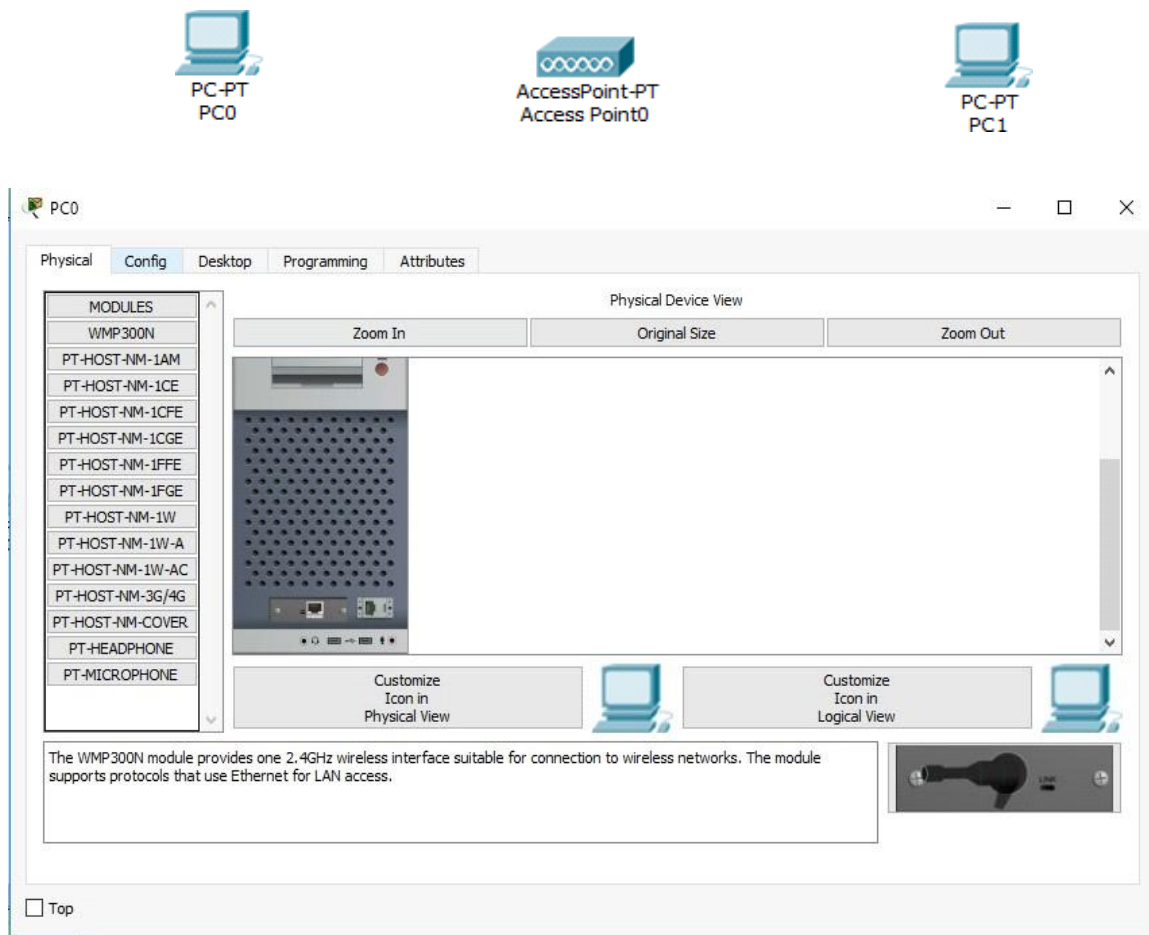 PC-PT
PC0
AccessPoint-PT
Access Point0
PC-PT
PC1
PC0
Physical Config Desktop Programming Attributes
MODULES
WMP300N
PT-HOST-NM-1AM
PT-HOST-NM-1CE
PT-HOST-NM-1CFE
PT-HOST-NM-1CGE
PT-HOST-NM-1FFE
PT-HOST-NM-1FGE
PT-HOST-NM-1W
PT-HOST-NM-1W-A
PT-HOST-NM-1W-AC
PT-HOST-NM-3G/4G
PT-HOST-NM-COVER
PT-HEADPHONE
PT-MICROPHONE
Physical Device View
Zoom In Original Size Zoom Out
Customize
Icon in
Physical View
Customize
Icon in
Logical View
The WMP300N module provides one 2.4GHz wireless interface suitable for connection to wireless networks. The module
supports protocols that use Ethernet for LAN access.
LINK
Top